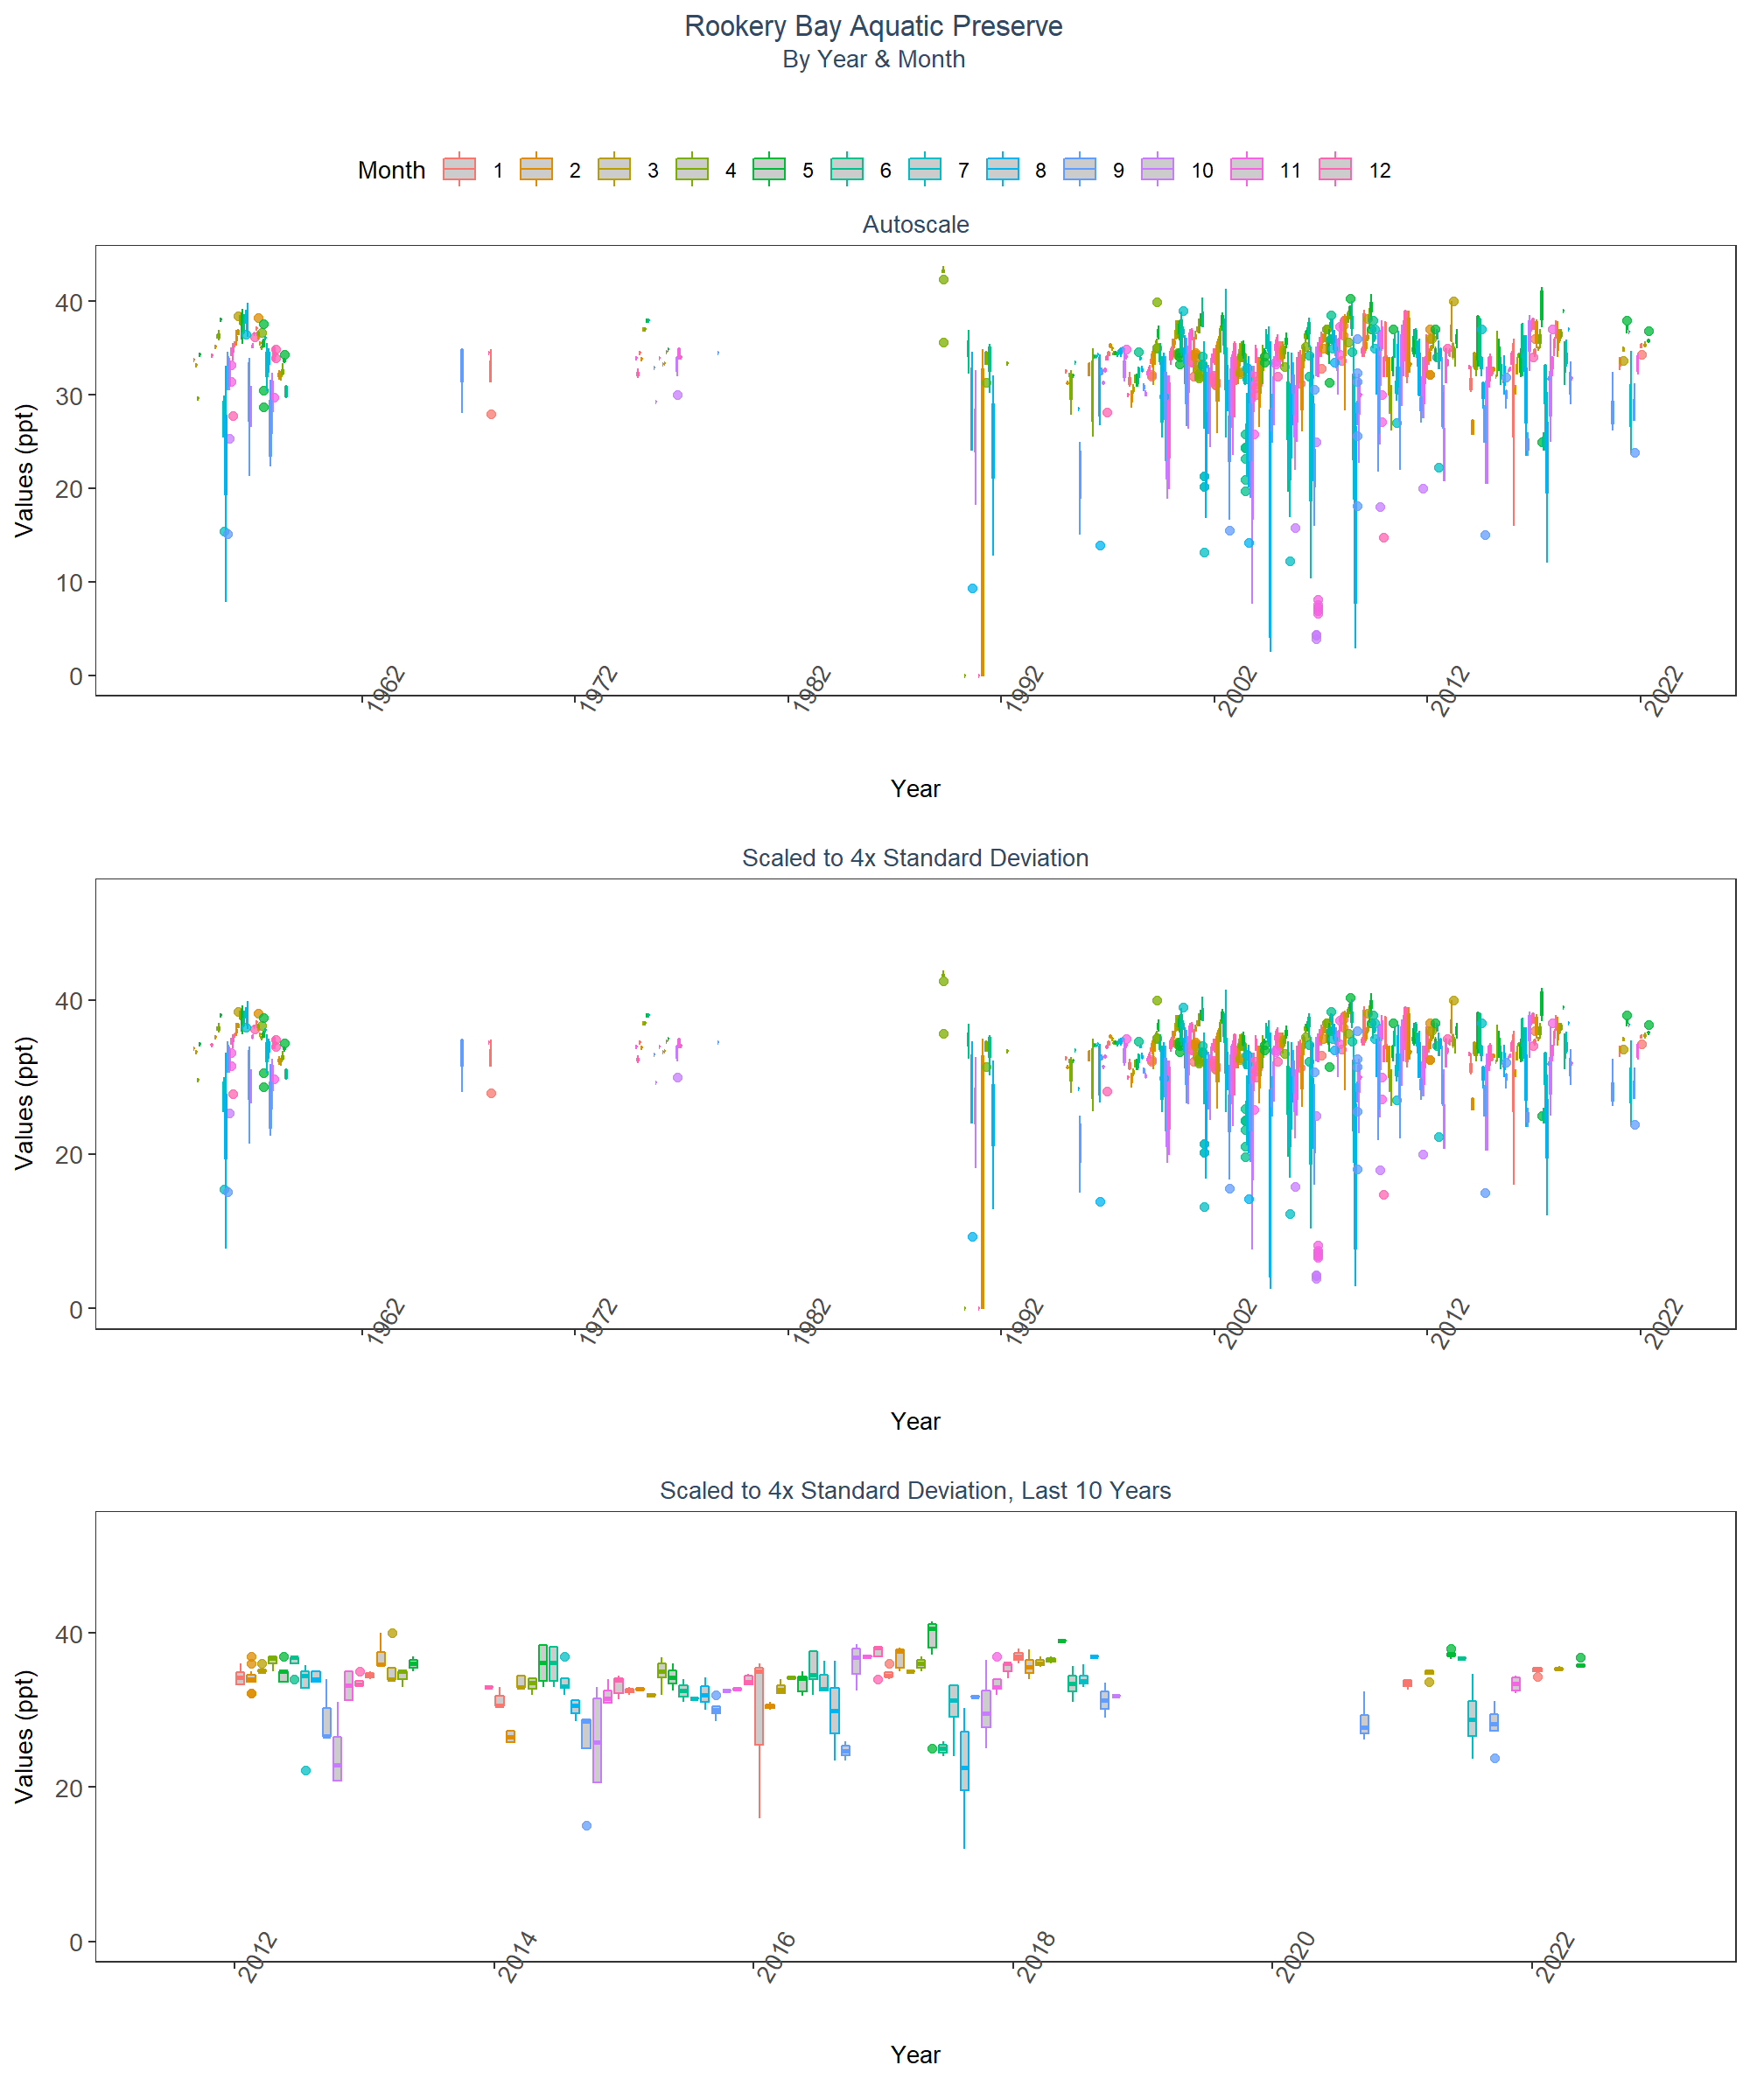 Rookery Bay Aquatic Preserve
By Year & Month
Month 1 2 3 4 5 6 7 8 9 10 11 12
Autoscale
Values (ppt)
40
30
20
10
0
1962 1972 1982 1992 2002 2012 2022
Year
Scaled to 4x Standard Deviation
Values (ppt)
40
20
0
1962 1972 1982 1992 2002 2012 2022
Year
Scaled to 4x Standard Deviation, Last 10 Years
Values (ppt)
40
20
0
2012 2014 2016 2018 2020 2022
Year